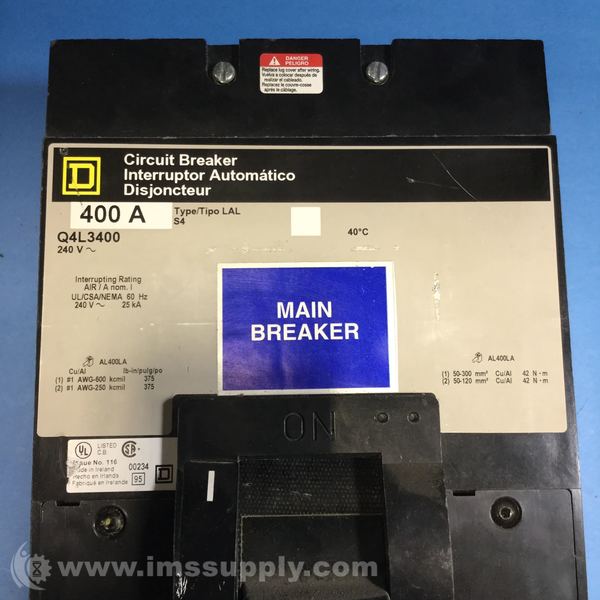 DANGER
PELIGRO
Replace lug cover after wiring.
Vuelva a colocar después de
realizar el cableado.
Replacez le couvre-cosse
après le câblage.
Circuit Breaker
Interruptor Automático
Disjoncteur
400 A
Type/Tipo LAL
S4
Q4L3400
240 V ~
40°C
Interrupting Rating
AIR / A nom. I
UL/CSA/NEMA 60 Hz
240 V ~ 25 kA
MAIN
BREAKER
AL400LA
Cu/Al lb-in/pulg/po
(1) #1 AWG-600 kcmil 375
(2) #1 AWG-250 kcmil 375
AL400LA
(1) 50-300 mm² Cu/Al 42 N·m
(2) 50-120 mm² Cu/Al 42 N·m
ON
UL
LISTED
C.B.
Issue No. 116
00234
Made in Ireland
Hecho en Irlanda
Fabriqué en Irelande
95
www.imssupply.com